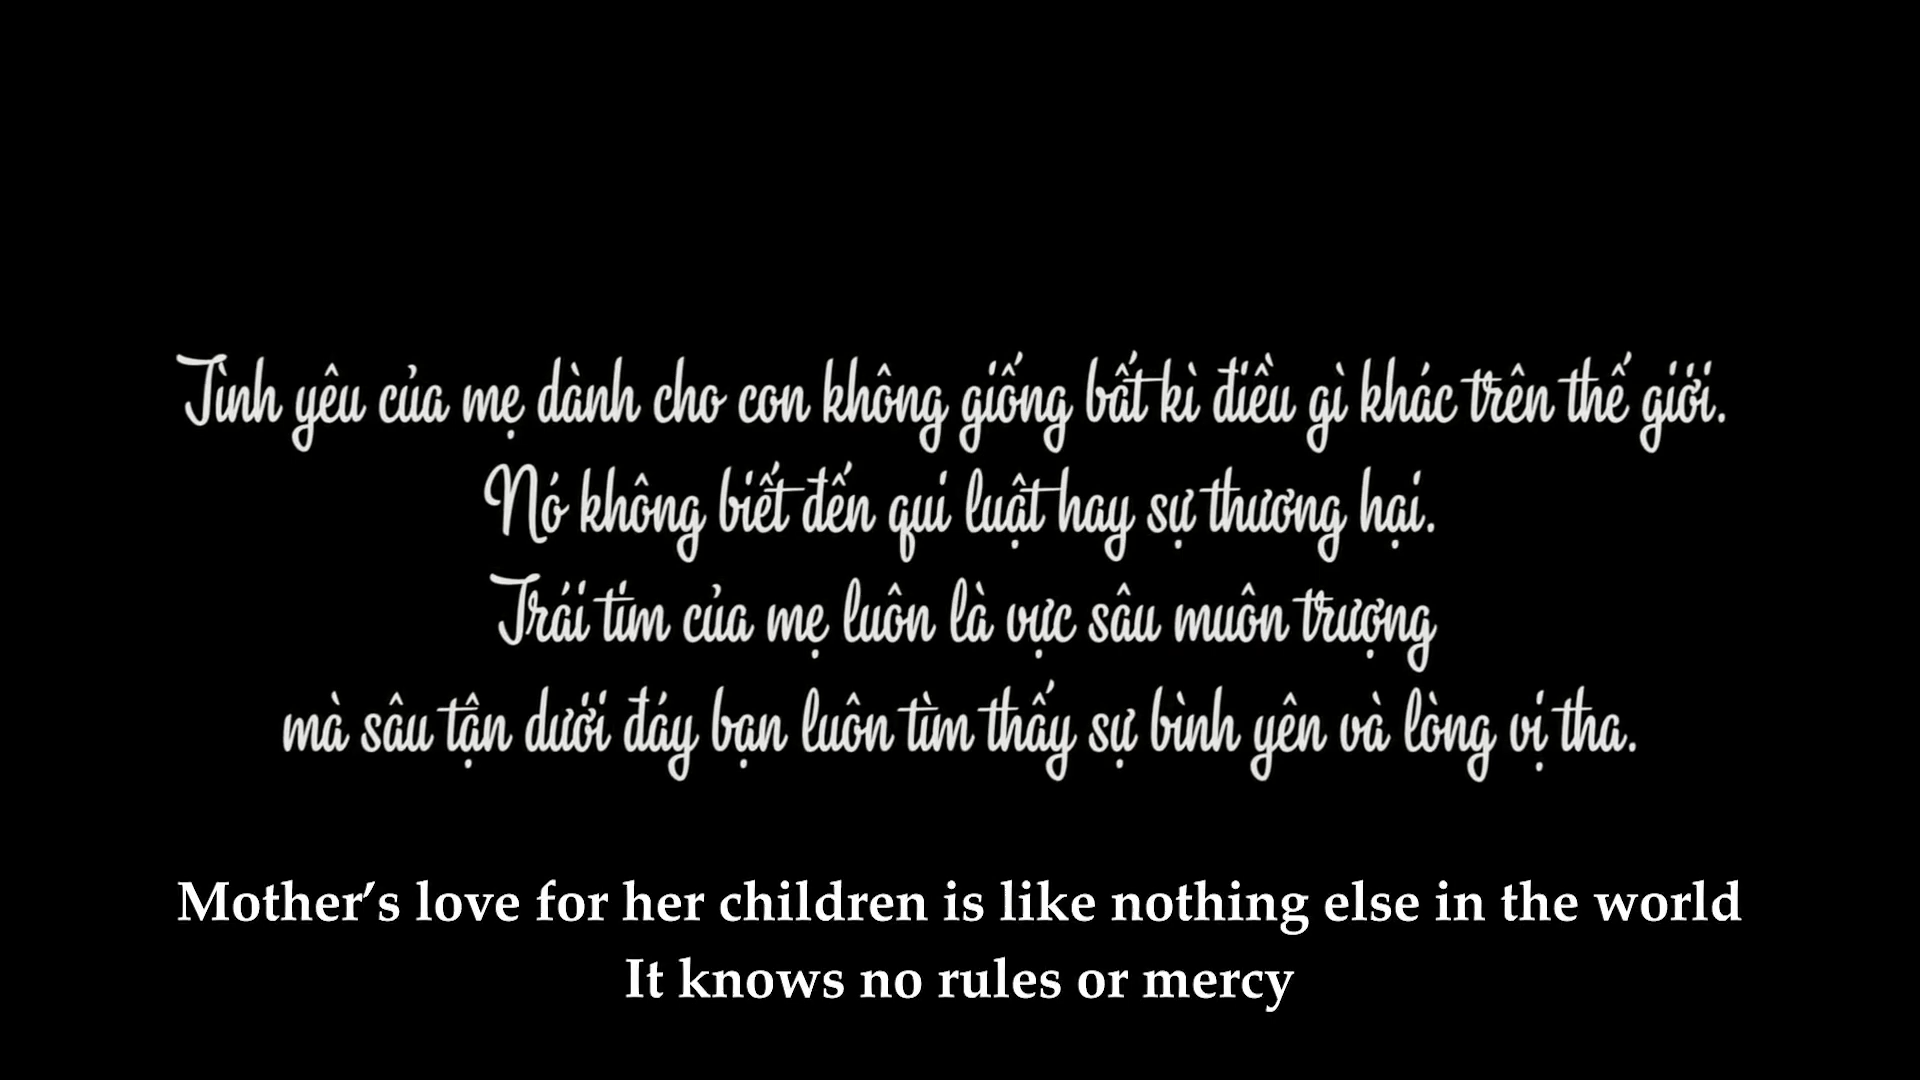 Tình yêu của mẹ dành cho con không giống bất kì điều gì khác trên thế giới.
Nó không biết đến qui luật hay sự thương hại.
Trái tim của mẹ luôn là vực sâu muôn trượng
mà sâu tận dưới đáy bạn luôn tìm thấy sự bình yên và lòng vị tha.
Mother's love for her children is like nothing else in the world
It knows no rules or mercy